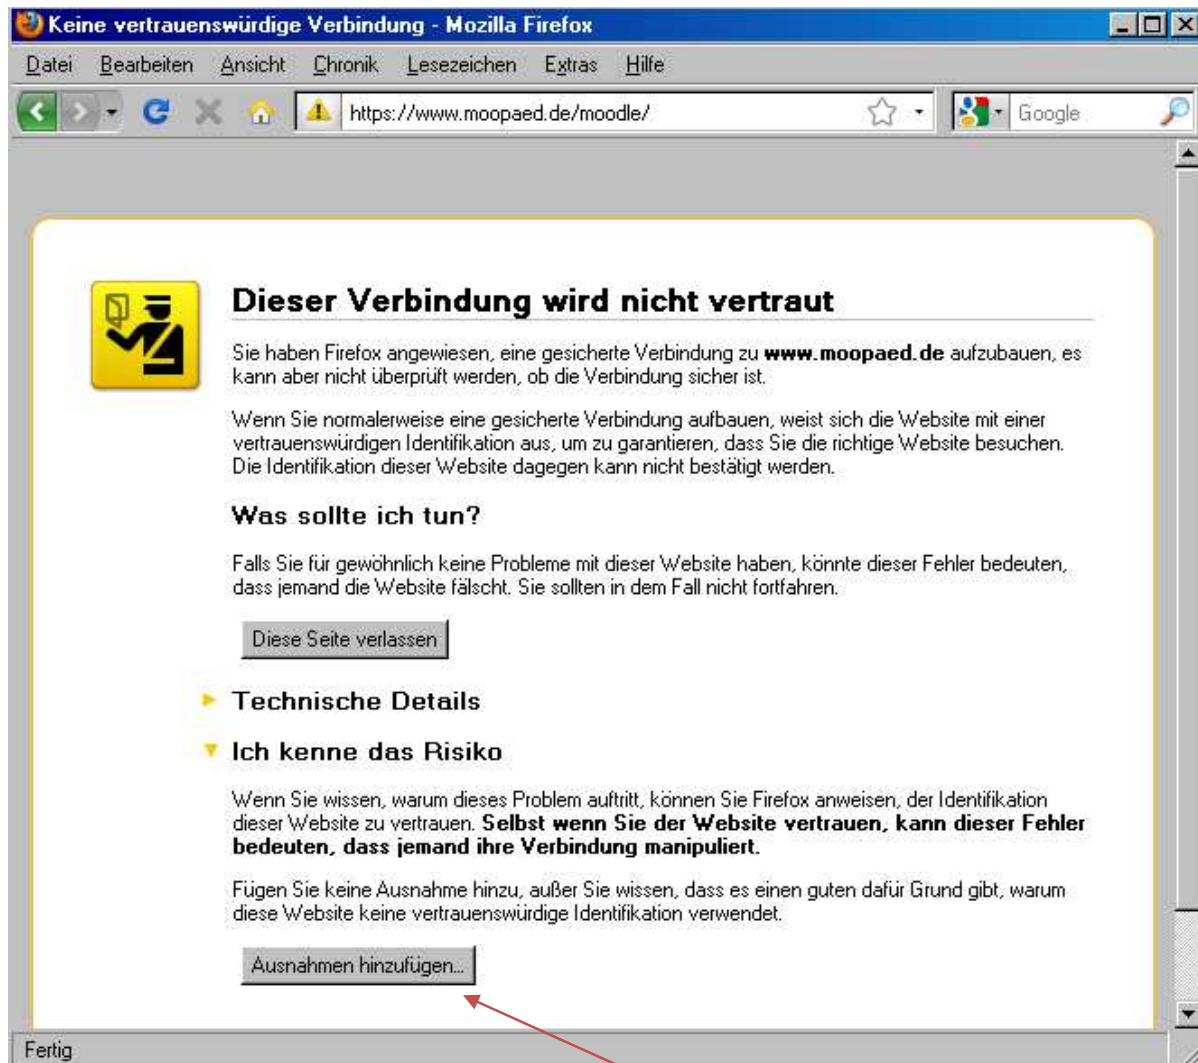 Keine vertrauenswürdige Verbindung - Mozilla Firefox
Datei Bearbeiten Ansicht Chronik Lesezeichen Extras Hilfe
https://www.moopaed.de/moodle/ Google
Dieser Verbindung wird nicht vertraut
Sie haben Firefox angewiesen, eine gesicherte Verbindung zu www.moopaed.de aufzubauen, es
kann aber nicht überprüft werden, ob die Verbindung sicher ist.
Wenn Sie normalerweise eine gesicherte Verbindung aufbauen, weist sich die Website mit einer
vertrauenswürdigen Identifikation aus, um zu garantieren, dass Sie die richtige Website besuchen.
Die Identifikation dieser Website dagegen kann nicht bestätigt werden.
Was sollte ich tun?
Falls Sie für gewöhnlich keine Probleme mit dieser Website haben, könnte dieser Fehler bedeuten,
dass jemand die Website fälscht. Sie sollten in dem Fall nicht fortfahren.
Diese Seite verlassen
Technische Details
Ich kenne das Risiko
Wenn Sie wissen, warum dieses Problem auftritt, können Sie Firefox anweisen, der Identifikation
dieser Website zu vertrauen. Selbst wenn Sie der Website vertrauen, kann dieser Fehler
bedeuten, dass jemand ihre Verbindung manipuliert.
Fügen Sie keine Ausnahme hinzu, außer Sie wissen, dass es einen guten dafür Grund gibt, warum
diese Website keine vertrauenswürdige Identifikation verwendet.
Ausnahmen hinzufügen...
Fertig